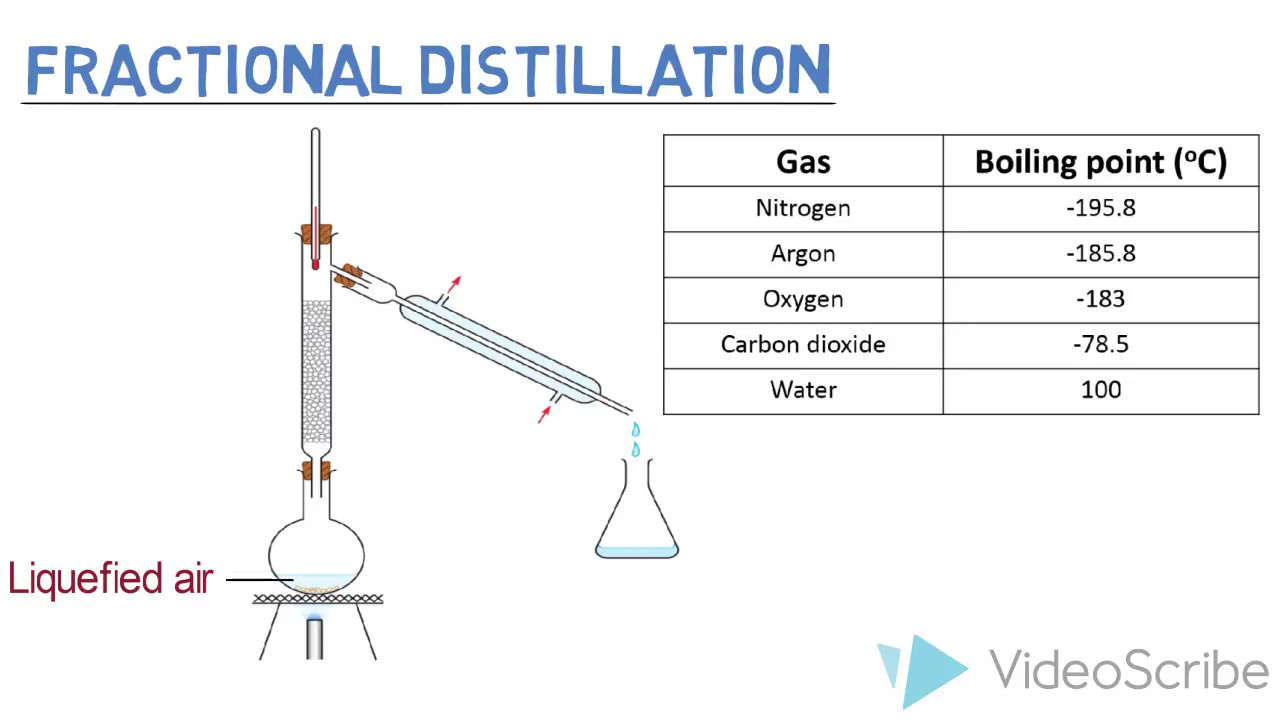 FRACTIONAL DISTILLATION
Gas Boiling point (ºC)
Nitrogen -195.8
Argon -185.8
Oxygen -183
Carbon dioxide -78.5
Water 100
Liquefied air
VideoScribe